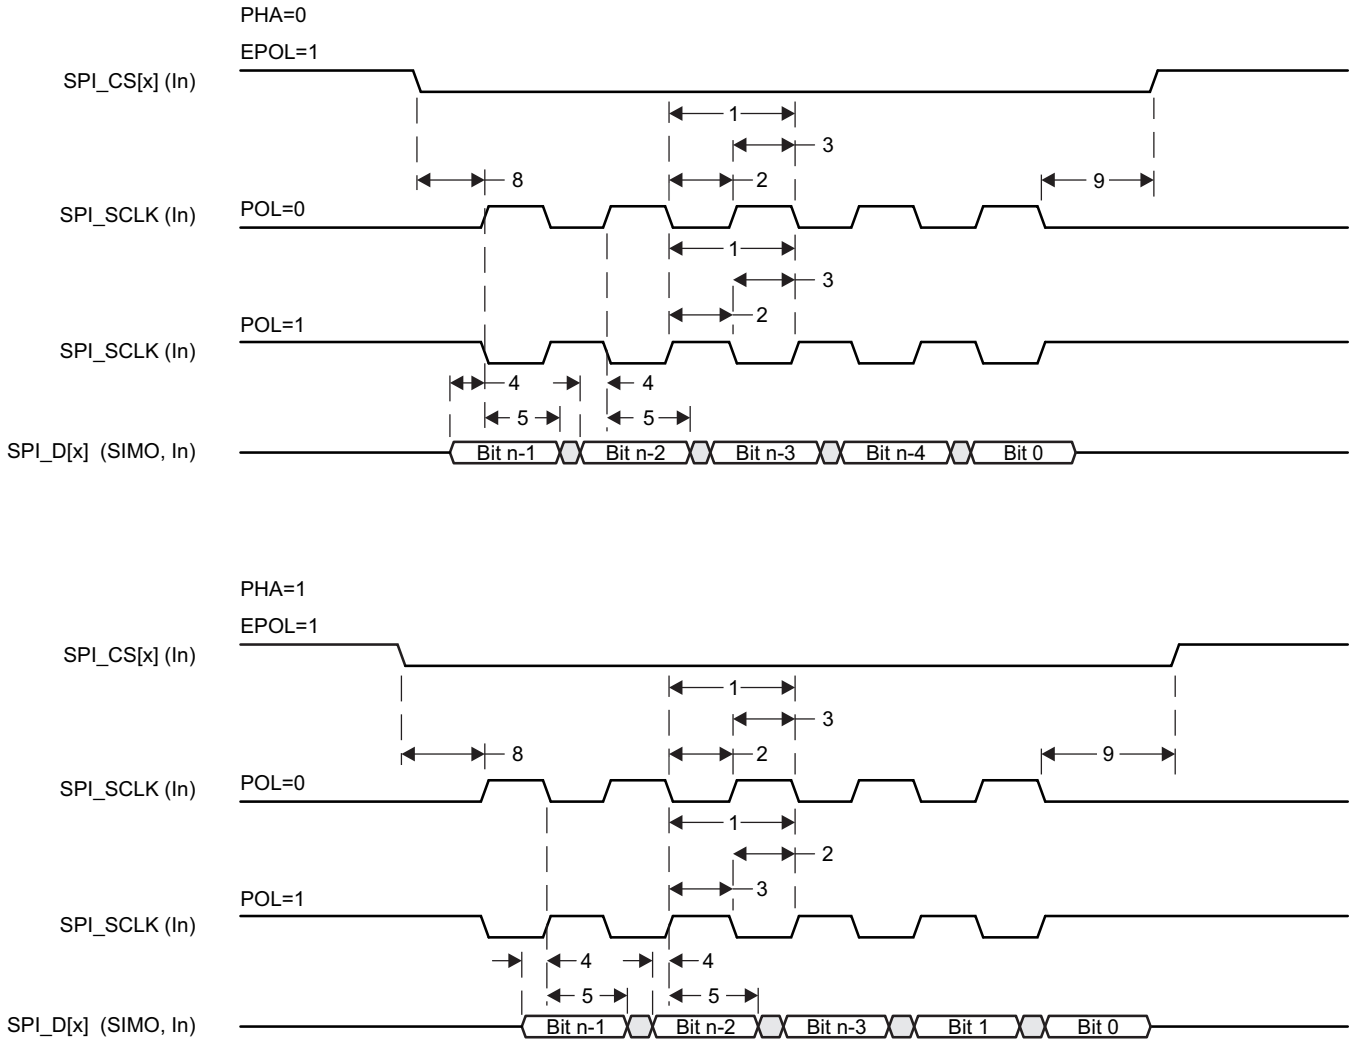 PHA=0
EPOL=1
SPI_CS[x] (In)
1
3
8
2
9
SPI_SCLK (In)
POL=0
1
3
2
POL=1
SPI_SCLK (In)
4
4
5
5
SPI_D[x] (SIMO, In)
Bit n-1
Bit n-2
Bit n-3
Bit n-4
Bit 0
PHA=1
EPOL=1
SPI_CS[x] (In)
1
3
8
2
9
SPI_SCLK (In)
POL=0
1
2
3
POL=1
SPI_SCLK (In)
4
4
5
5
SPI_D[x] (SIMO, In)
Bit n-1
Bit n-2
Bit n-3
Bit 1
Bit 0